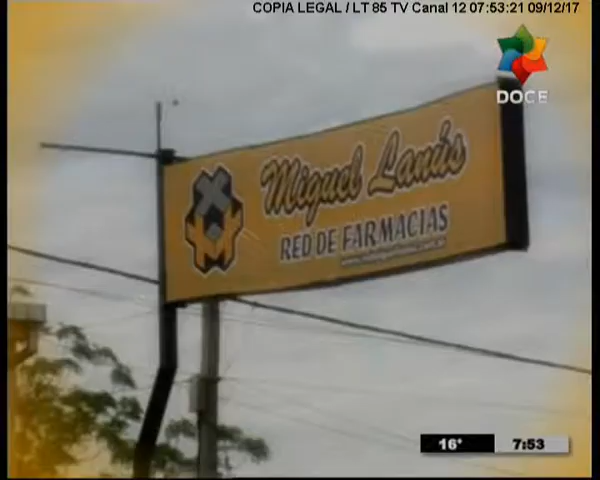 COPIA LEGAL / LT 85 TV Canal 12 07:53:21 09/12/17
DOCE
Miguel Lanús
RED DE FARMACIAS
16°
7:53